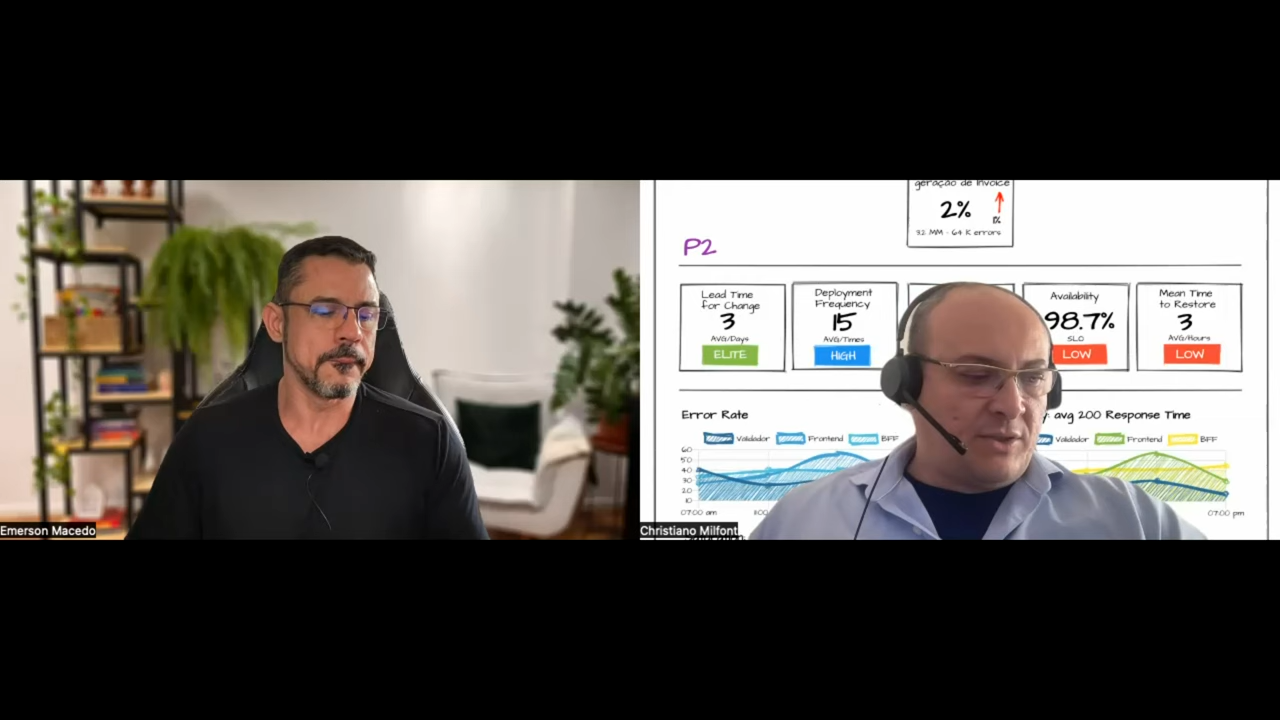 geração de Invoice
2%
1%
32 MM - 64 K errors
P2
Lead Time
for Change
3
AVG/Days
ELITE
Deployment
Frequency
15
AVG/Times
HIGH
Availability
98.7%
SLO
LOW
Mean Time
to Restore
3
AVG/Hours
LOW
Error Rate
Validador Frontend BFF
60
50
40
30
20
10
07:00 am
07:00 pm
avg 200 Response Time
Validador Frontend BFF
Emerson Macedo
Christiano Milfont